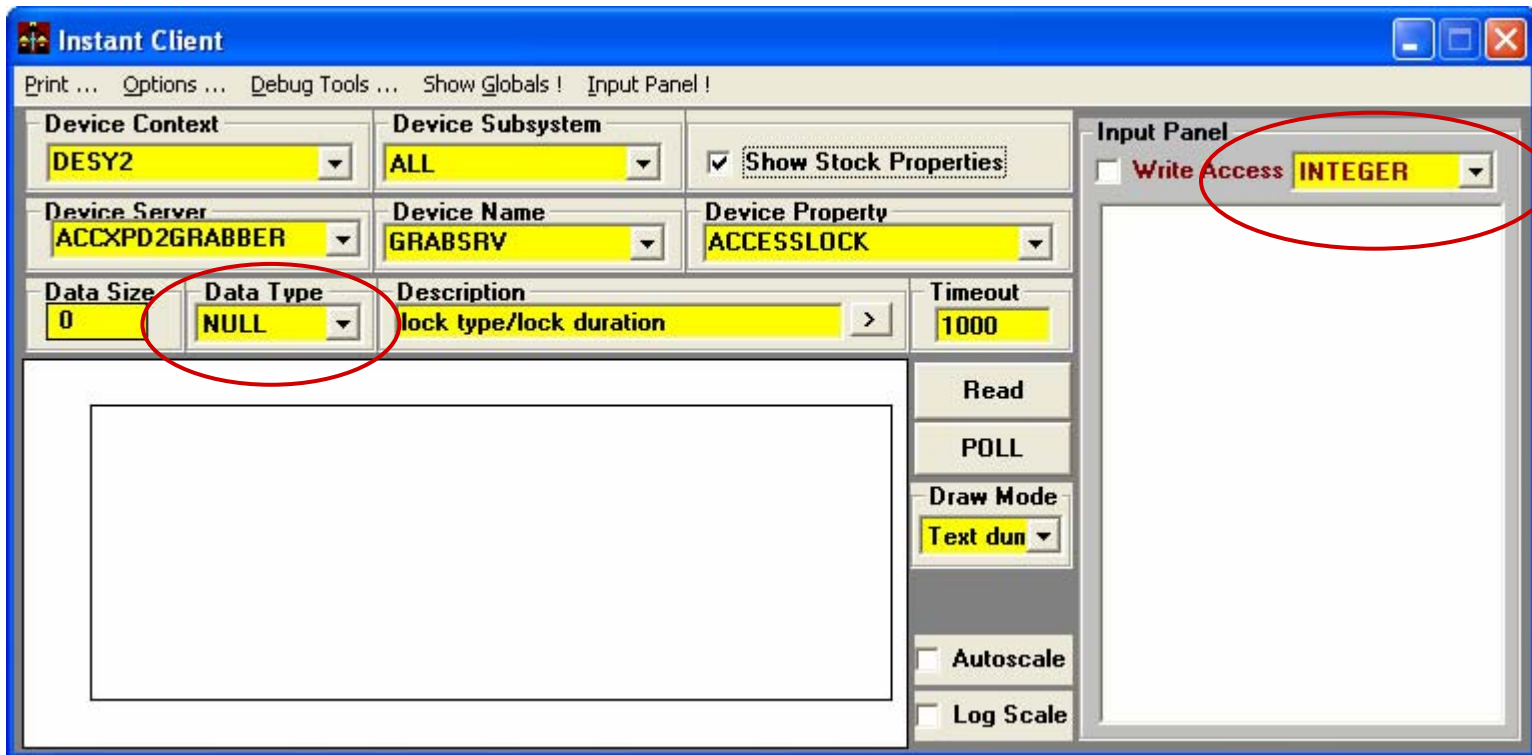 Instant Client
Print ... Options ... Debug Tools ... Show Globals ! Input Panel !
Device Context Device Subsystem
DESY2 ALL Show Stock Properties
Device Server Device Name Device Property
ACCXPD2GRABBER GRABSRV ACCESSLOCK
Data Size Data Type Description Timeout
0 NULL lock type/lock duration > 1000
Read
POLL
Draw Mode
Text dum
Autoscale
Log Scale
Input Panel
Write Access INTEGER